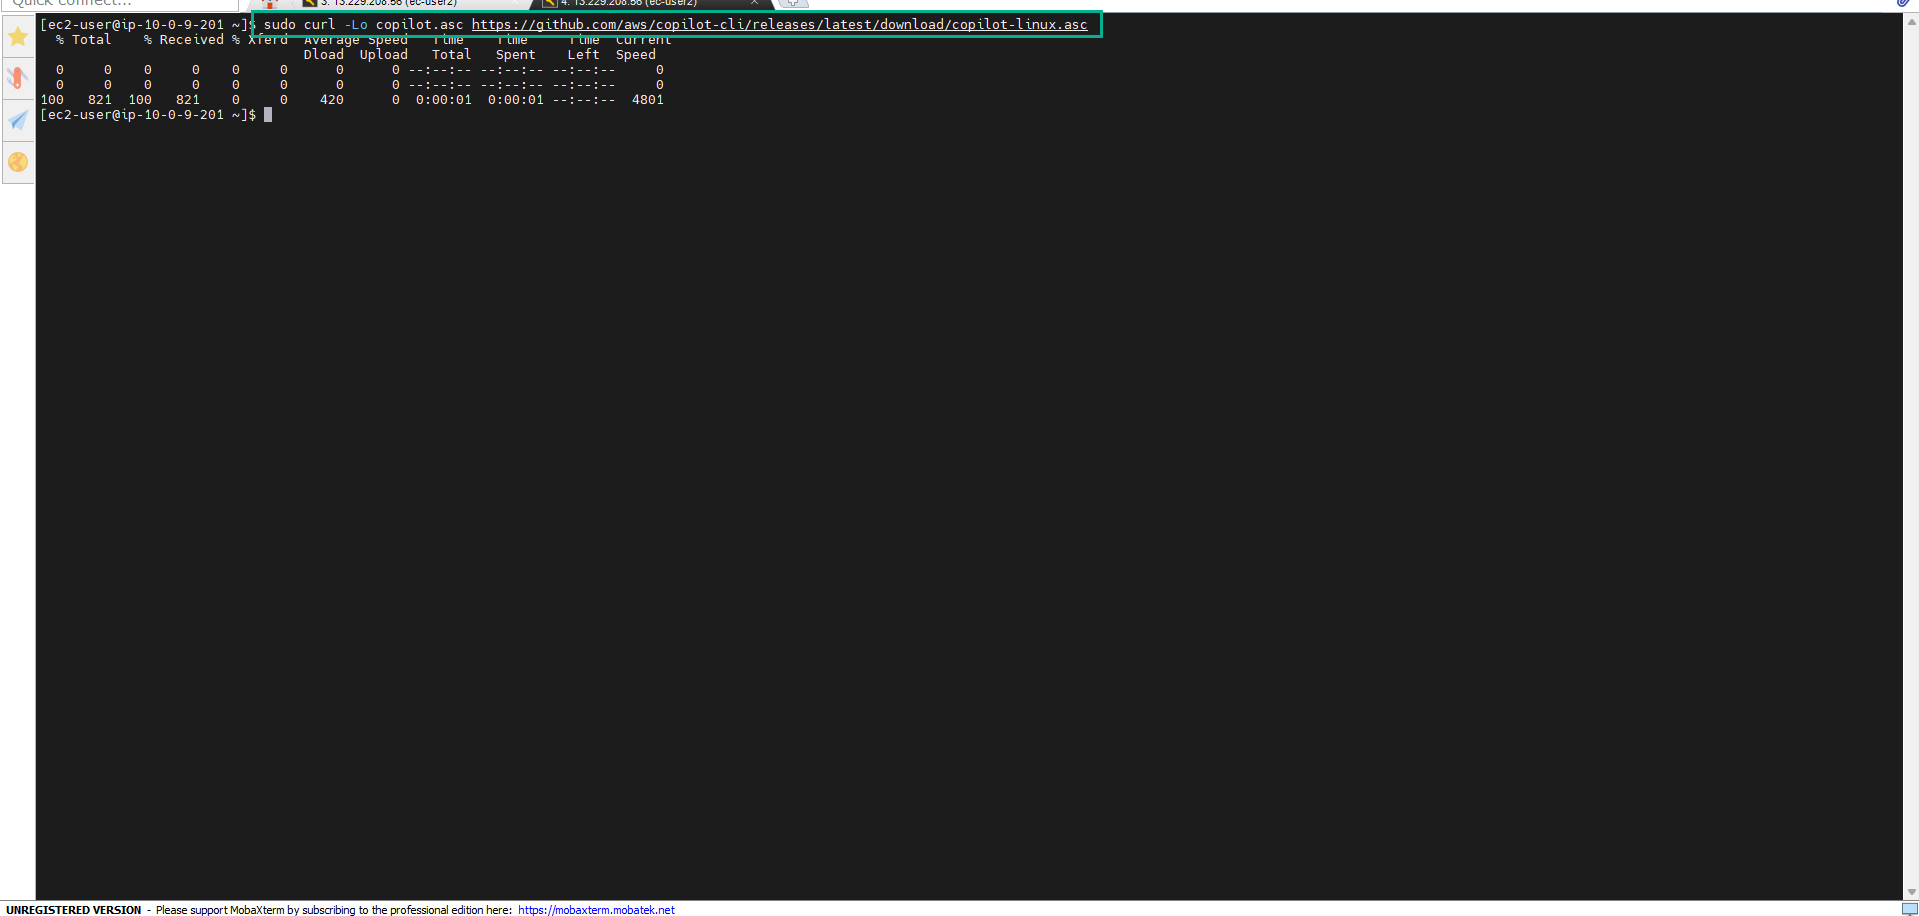 Quick connect...
3. 13.229.208.56 (ec-user2)
4. 13.229.208.56 (ec-user2)
[ec2-user@ip-10-0-9-201 ~]$ sudo curl -Lo copilot.asc https://github.com/aws/copilot-cli/releases/latest/download/copilot-linux.asc
% Total % Received % Xferd Average Speed Time Time Time Current
Dload Upload Total Spent Left Speed
0 0 0 0 0 0 0 0 --:--:-- --:--:-- --:--:-- 0
0 0 0 0 0 0 0 0 --:--:-- --:--:-- --:--:-- 0
100 821 100 821 0 0 420 0 0:00:01 0:00:01 --:--:-- 4801
[ec2-user@ip-10-0-9-201 ~]$
UNREGISTERED VERSION - Please support MobaXterm by subscribing to the professional edition here: https://mobaxterm.mobatek.net